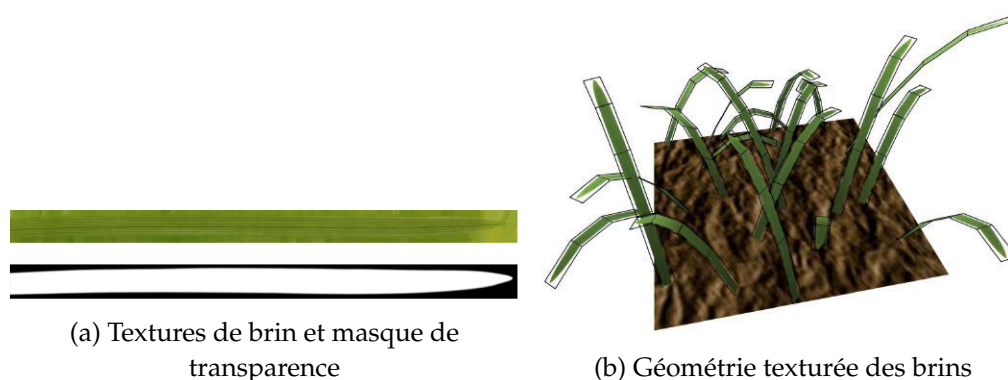 (a) Textures de brin et masque de
transparence
(b) Géométrie texturée des brins